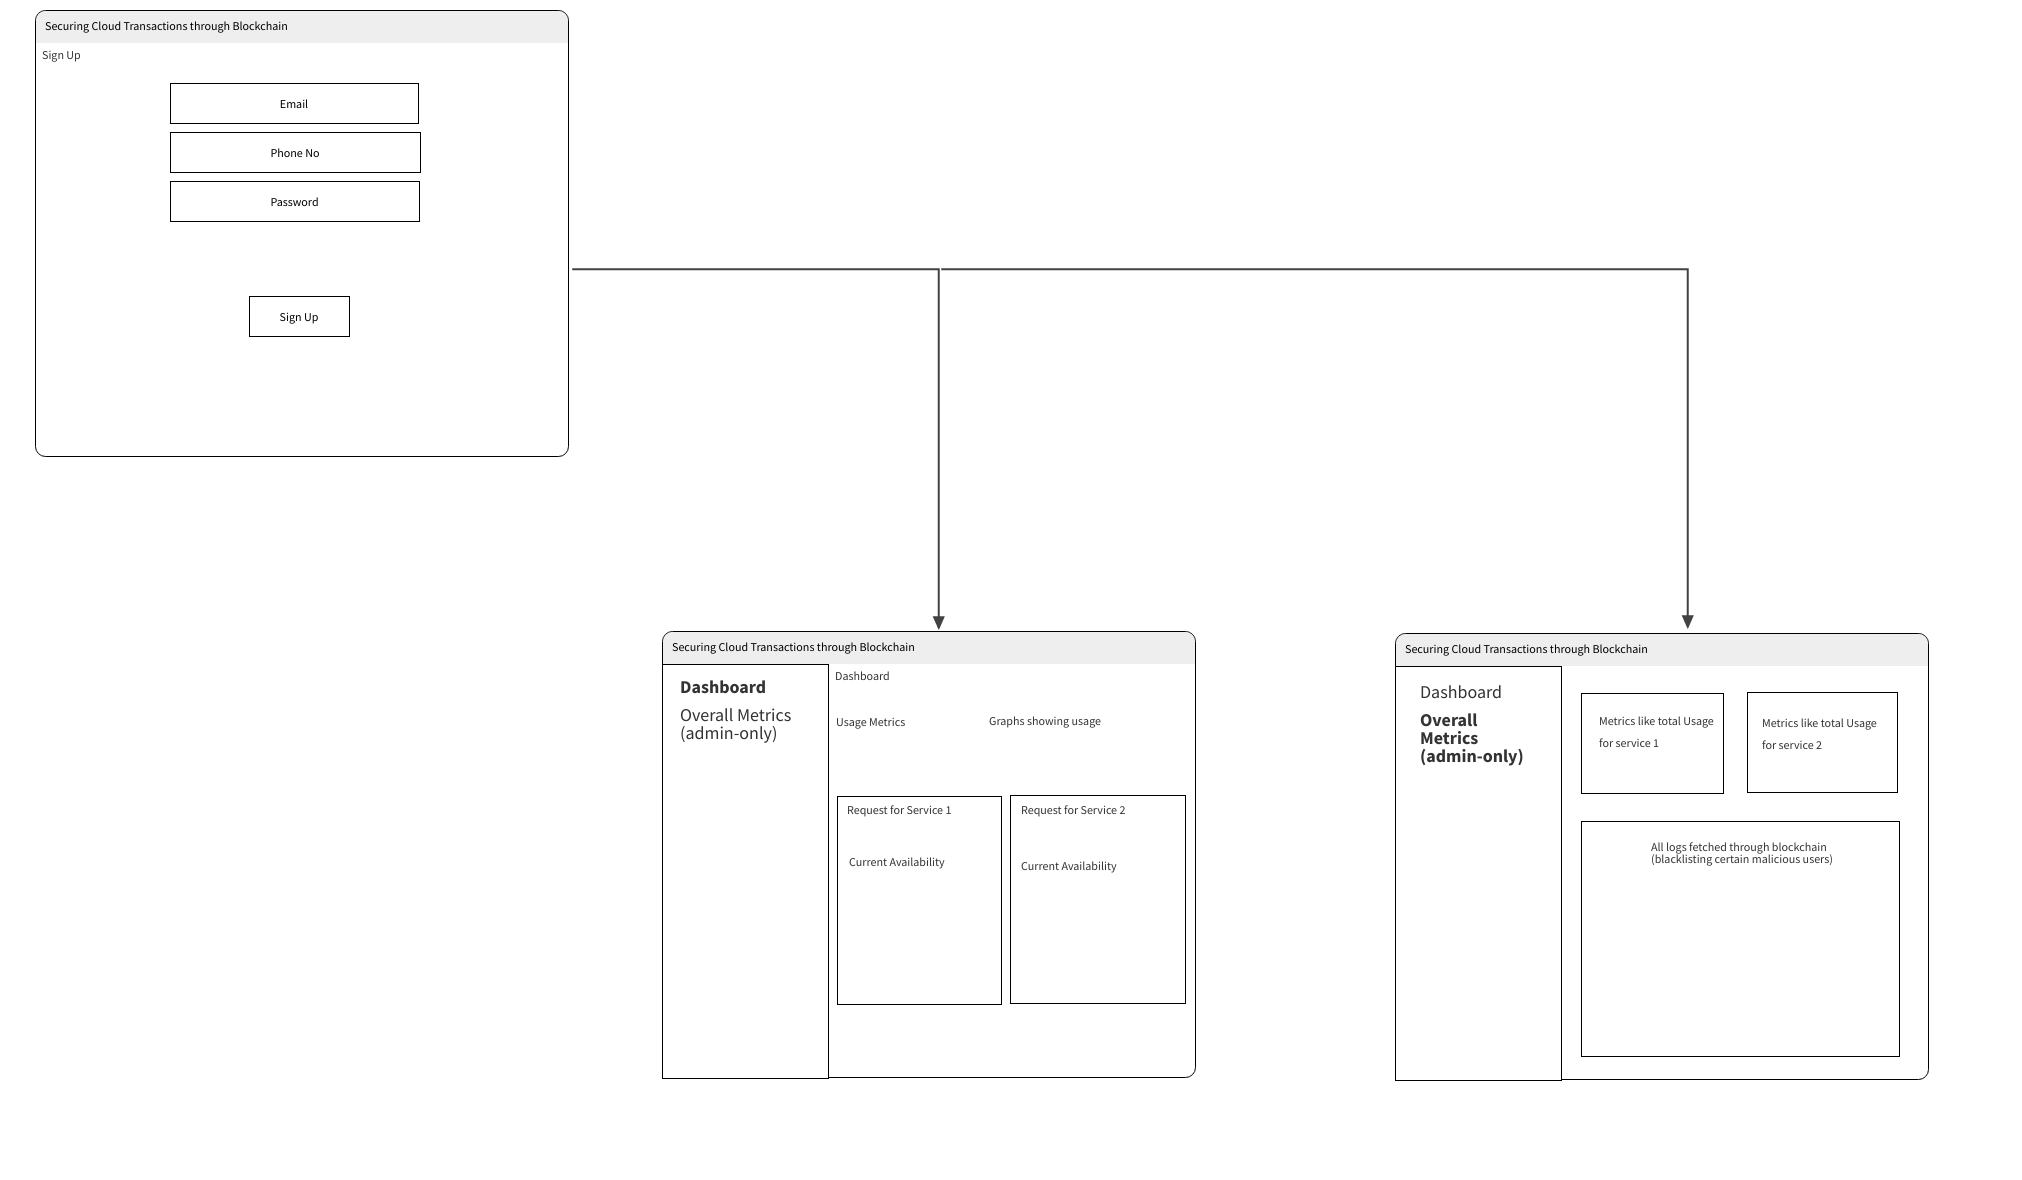 Securing Cloud Transactions through Blockchain
Sign Up
Email
Phone No
Password
Sign Up
Securing Cloud Transactions through Blockchain
Dashboard
Overall Metrics
(admin-only)
Dashboard
Usage Metrics
Graphs showing usage
Request for Service 1
Current Availability
Request for Service 2
Current Availability
Securing Cloud Transactions through Blockchain
Dashboard
Overall
Metrics
(admin-only)
Metrics like total Usage
for service 1
Metrics like total Usage
for service 2
All logs fetched through blockchain
(blacklisting certain malicious users)